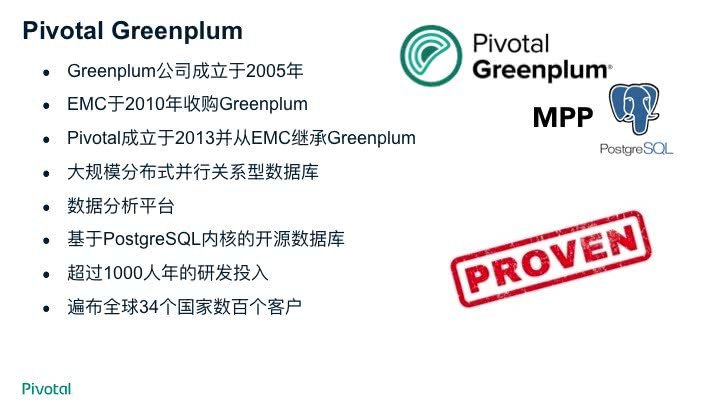 Pivotal Greenplum
• Greenplum公司成立于2005年
• EMC于2010年收购Greenplum
• Pivotal成立于2013并从EMC继承Greenplum
• 大规模分布式并行关系型数据库
• 数据分析平台
• 基于PostgreSQL内核的开源数据库
• 超过1000人年的研发投入
• 遍布全球34个国家数百个客户
Pivotal
Greenplum®
MPP
PostgreSQL
PROVEN
Pivotal